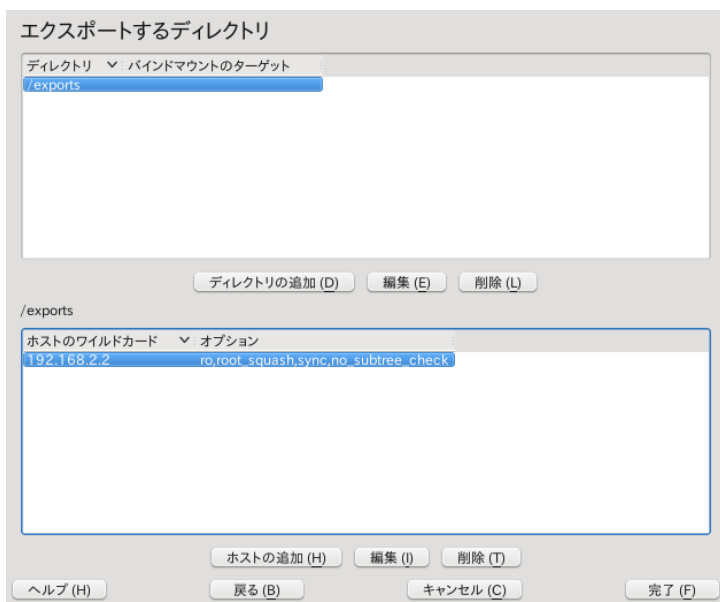 エクスポートするディレクトリ
ディレクトリ バインドマウントのターゲット
/exports
ディレクトリの追加 (D) 編集 (E) 削除 (L)
/exports
ホストのワイルドカード オプション
192.168.2.2 ro,root_squash,sync,no_subtree_check
ホストの追加 (H) 編集 (I) 削除 (T)
ヘルプ (H) 戻る (B) キャンセル (C) 完了 (F)